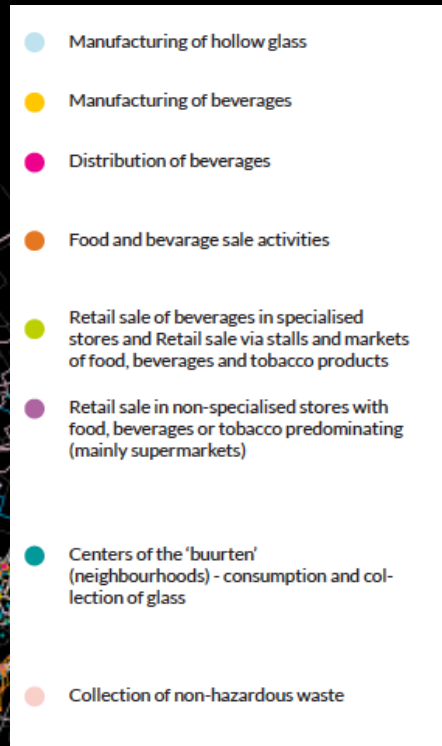 Manufacturing of hollow glass
Manufacturing of beverages
Distribution of beverages
Food and bevarage sale activities
Retail sale of beverages in specialised
stores and Retail sale via stalls and markets
of food, beverages and tobacco products
Retail sale in non-specialised stores with
food, beverages or tobacco predominating
(mainly supermarkets)
Centers of the ‘buurten’
(neighbourhoods) - consumption and col-
lection of glass
Collection of non-hazardous waste